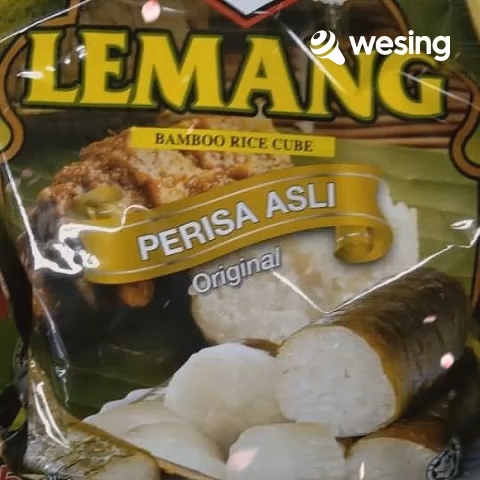 wesing
LEMANG
BAMBOO RICE CUBE
PERISA ASLI
Original